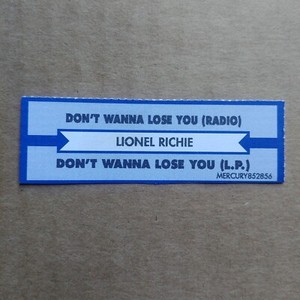 DON'T WANNA LOSE YOU (RADIO)
LIONEL RICHIE
DON'T WANNA LOSE YOU (L.P.)
MERCURY852856